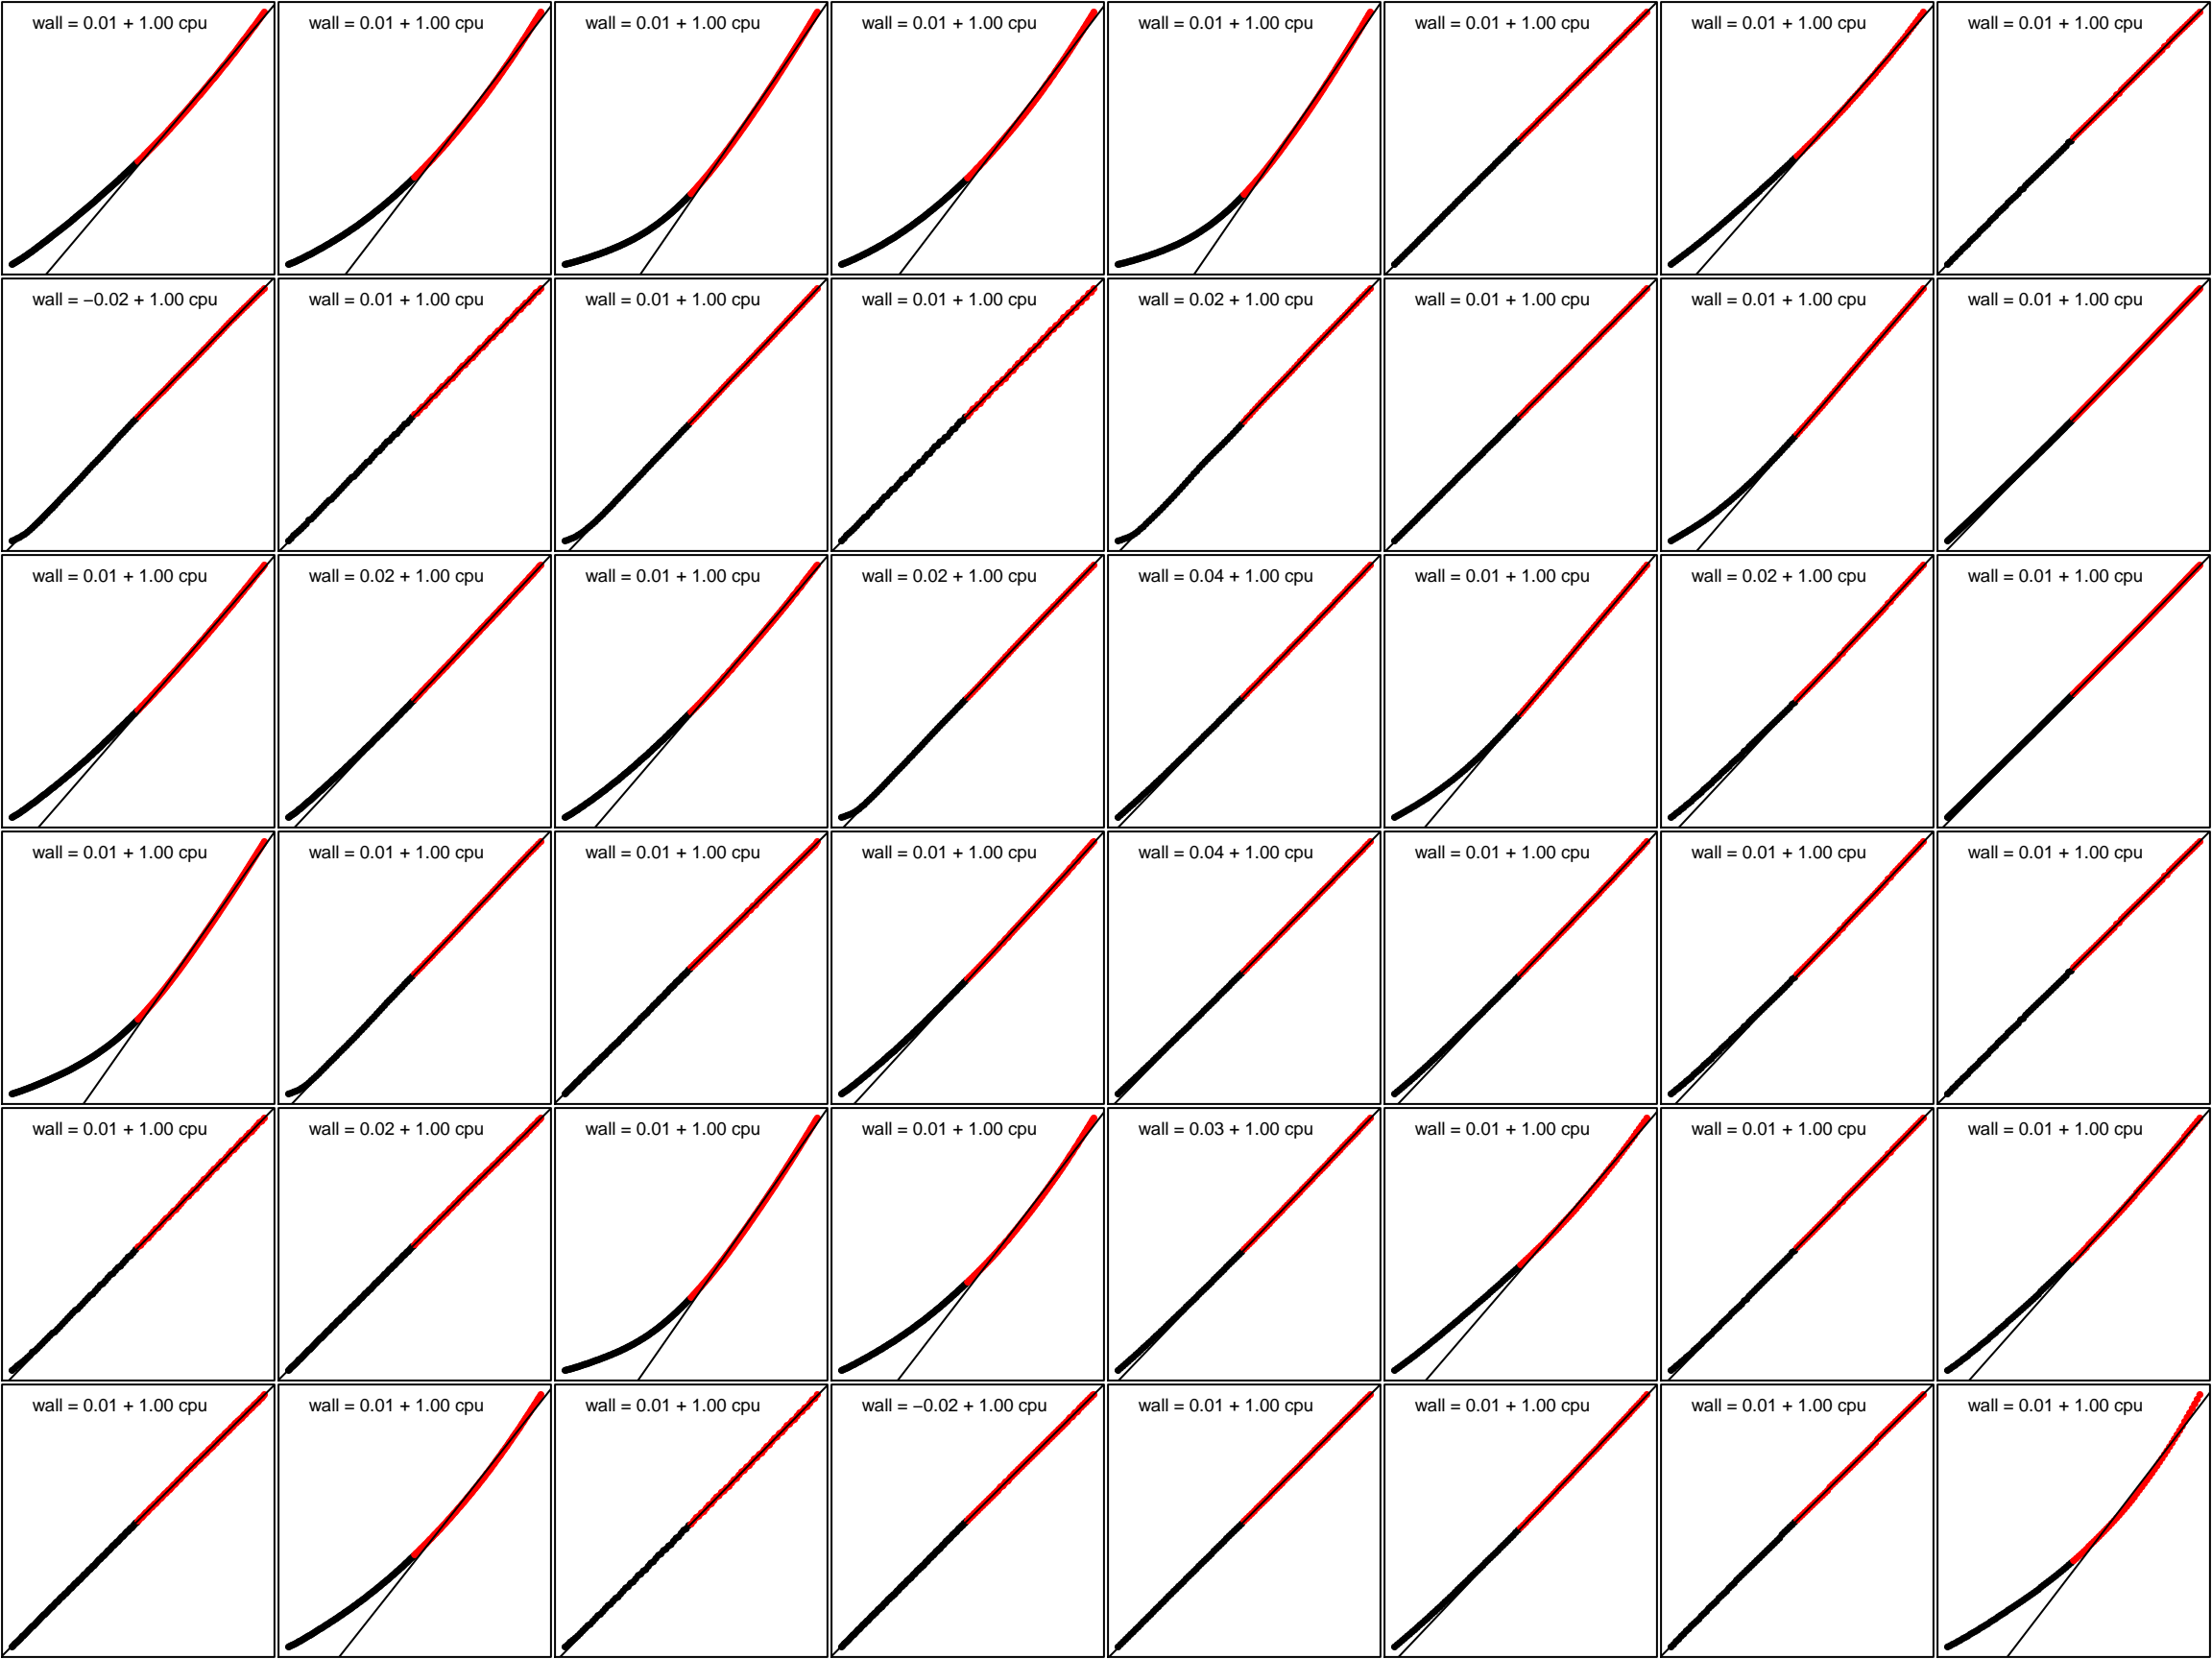 wall = 0.01 + 1.00 cpu
wall = 0.01 + 1.00 cpu
wall = 0.01 + 1.00 cpu
wall = 0.01 + 1.00 cpu
wall = 0.01 + 1.00 cpu
wall = 0.01 + 1.00 cpu
wall = 0.01 + 1.00 cpu
wall = 0.01 + 1.00 cpu
wall = −0.02 + 1.00 cpu
wall = 0.01 + 1.00 cpu
wall = 0.01 + 1.00 cpu
wall = 0.01 + 1.00 cpu
wall = 0.02 + 1.00 cpu
wall = 0.01 + 1.00 cpu
wall = 0.01 + 1.00 cpu
wall = 0.01 + 1.00 cpu
wall = 0.01 + 1.00 cpu
wall = 0.02 + 1.00 cpu
wall = 0.01 + 1.00 cpu
wall = 0.02 + 1.00 cpu
wall = 0.04 + 1.00 cpu
wall = 0.01 + 1.00 cpu
wall = 0.02 + 1.00 cpu
wall = 0.01 + 1.00 cpu
wall = 0.01 + 1.00 cpu
wall = 0.01 + 1.00 cpu
wall = 0.01 + 1.00 cpu
wall = 0.01 + 1.00 cpu
wall = 0.04 + 1.00 cpu
wall = 0.01 + 1.00 cpu
wall = 0.01 + 1.00 cpu
wall = 0.01 + 1.00 cpu
wall = 0.01 + 1.00 cpu
wall = 0.02 + 1.00 cpu
wall = 0.01 + 1.00 cpu
wall = 0.01 + 1.00 cpu
wall = 0.03 + 1.00 cpu
wall = 0.01 + 1.00 cpu
wall = 0.01 + 1.00 cpu
wall = 0.01 + 1.00 cpu
wall = 0.01 + 1.00 cpu
wall = 0.01 + 1.00 cpu
wall = 0.01 + 1.00 cpu
wall = −0.02 + 1.00 cpu
wall = 0.01 + 1.00 cpu
wall = 0.01 + 1.00 cpu
wall = 0.01 + 1.00 cpu
wall = 0.01 + 1.00 cpu